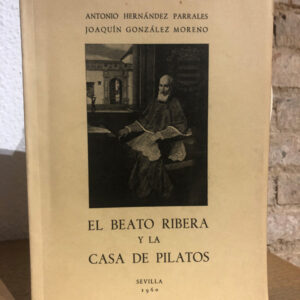 ANTONIO HERNÁNDEZ PARRALES
JOAQUÍN GONZÁLEZ MORENO
EL BEATO RIBERA
Y LA
CASA DE PILATOS
SEVILLA
1960